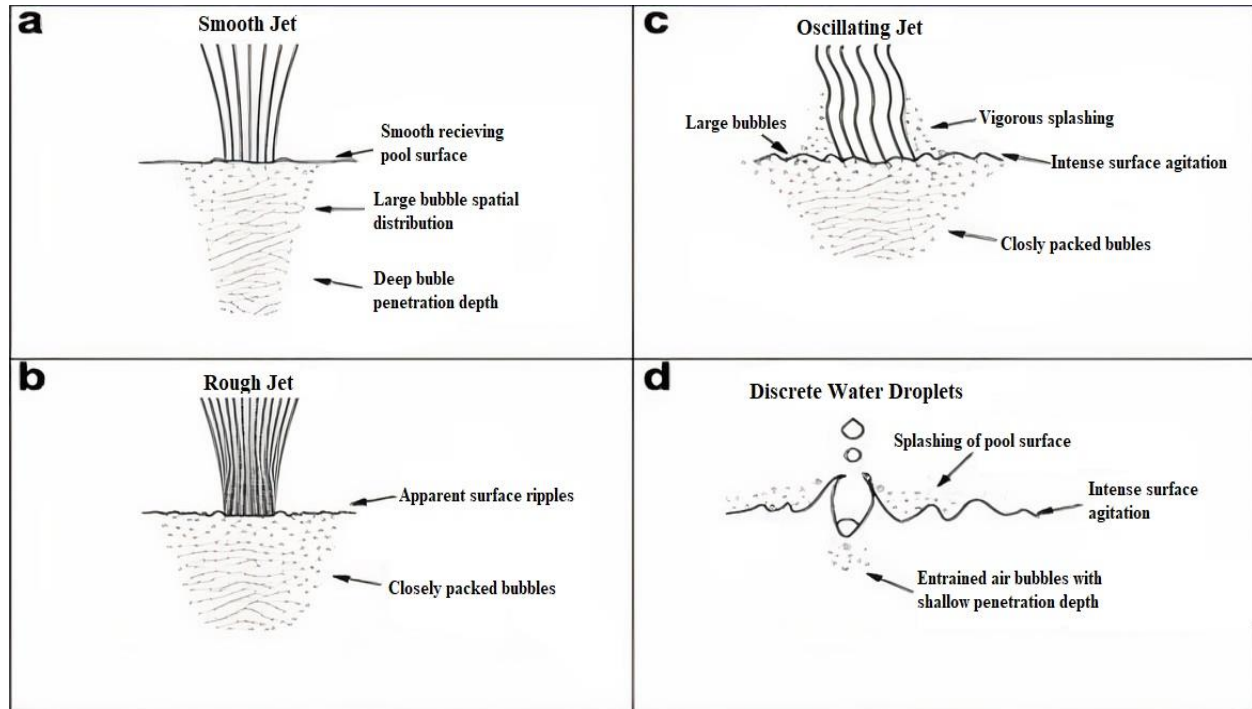 a
Smooth Jet
Smooth recieving
pool surface
Large bubble spatial
distribution
Deep buble
penetration depth
b
Rough Jet
Apparent surface ripples
Closely packed bubbles
c
Oscillating Jet
Large bubbles
Vigorous splashing
Intense surface agitation
Closly packed bubles
d
Discrete Water Droplets
Splashing of pool surface
Intense surface
agitation
Entrained air bubbles with
shallow penetration depth